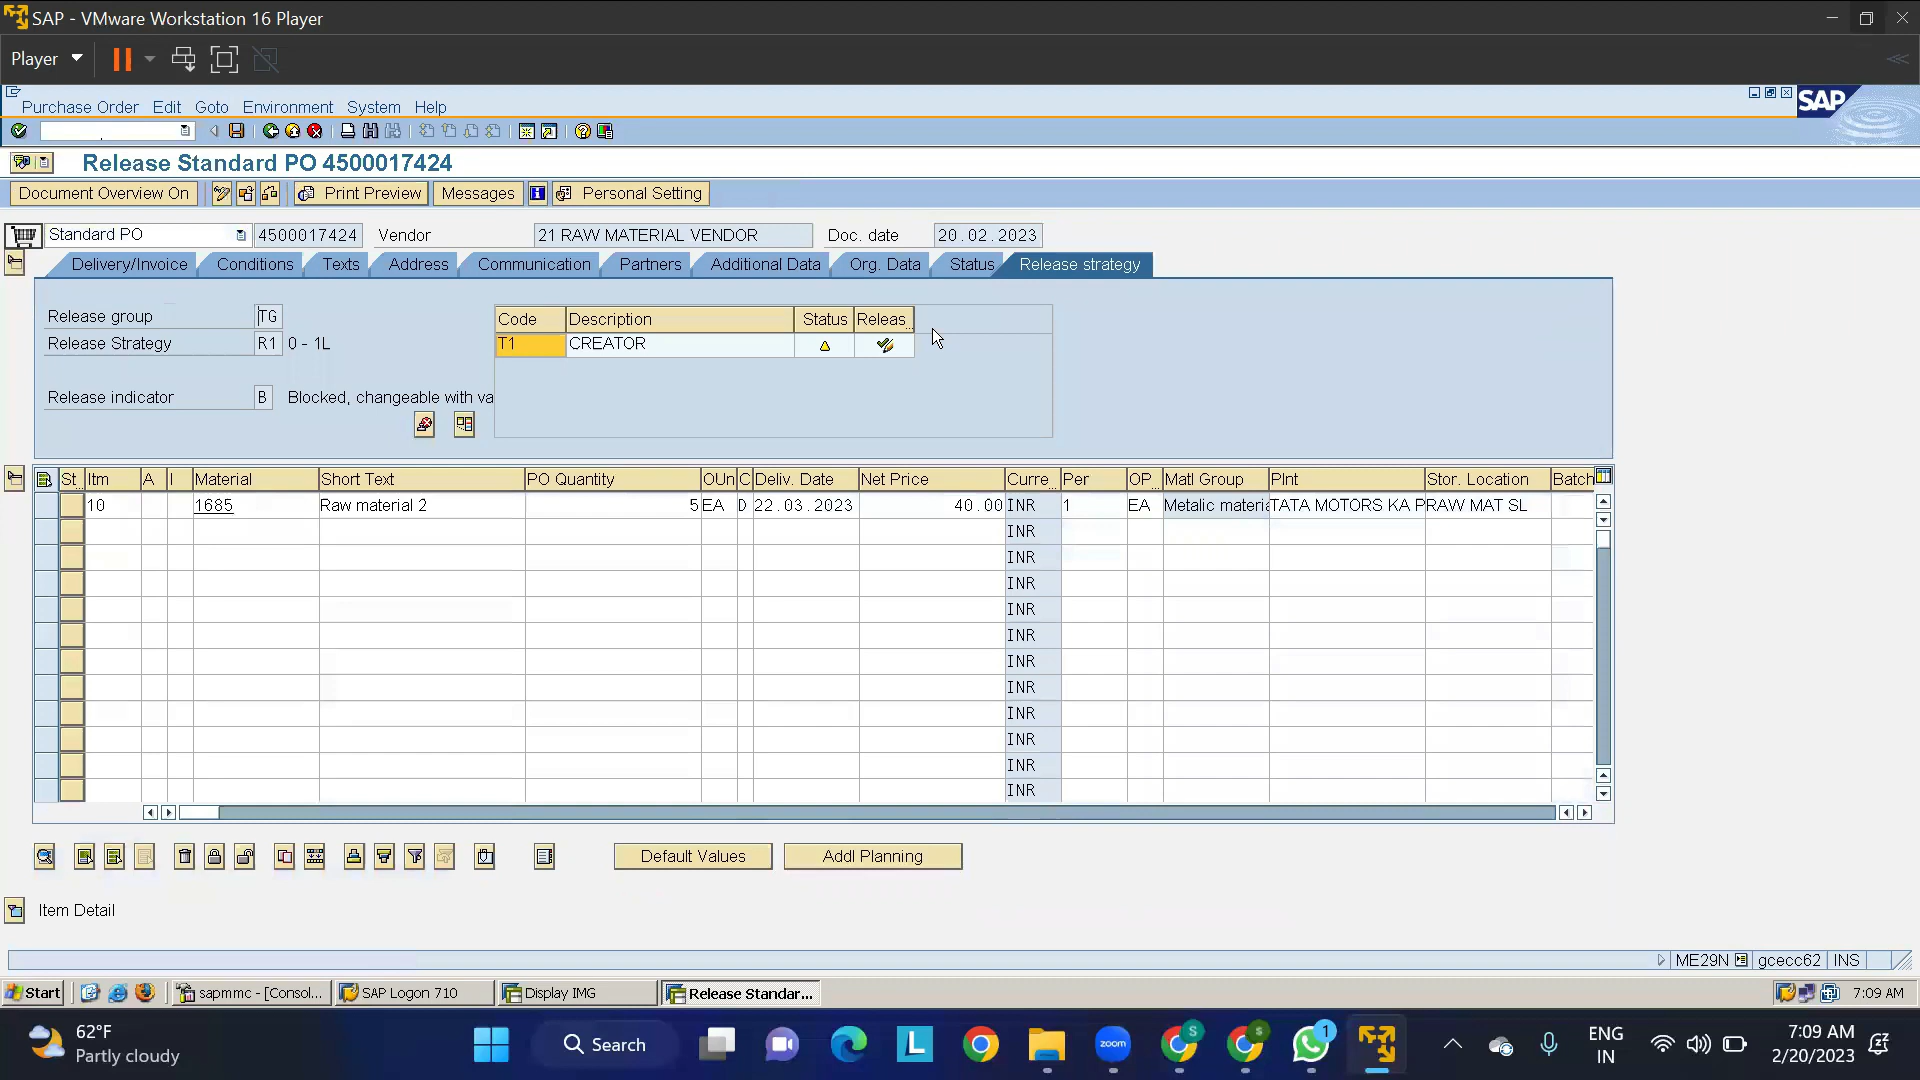 SAP - VMware Workstation 16 Player
Player
Purchase Order Edit Goto Environment System Help
SAP
Release Standard PO 4500017424
Document Overview On Print Preview Messages Personal Setting
Standard PO 4500017424 Vendor 21 RAW MATERIAL VENDOR Doc. date 20.02.2023
Delivery/Invoice Conditions Texts Address Communication Partners Additional Data Org. Data Status Release strategy
Release group TG
Release Strategy R1 0 - 1L
Release indicator B Blocked, changeable with va
Code Description Status Releas...
T1 CREATOR
St... Itm A I Material Short Text PO Quantity OUn C Deliv. Date Net Price Curre... Per OP... Matl Group Plnt Stor. Location Batch
10 1685 Raw material 2 5 EA D 22.03.2023 40.00 INR 1 EA Metalic materia TATA MOTORS KA P RAW MAT SL
INR
INR
INR
INR
INR
INR
INR
INR
INR
INR
INR
Default Values Addl Planning
Item Detail
ME29N gcecc62 INS
Start sapmmc - [Consol... SAP Logon 710 Display IMG Release Standar... 7:09 AM
62°F
Partly cloudy
Search
L
zoom
S
S
1
ENG
IN
7:09 AM
2/20/2023